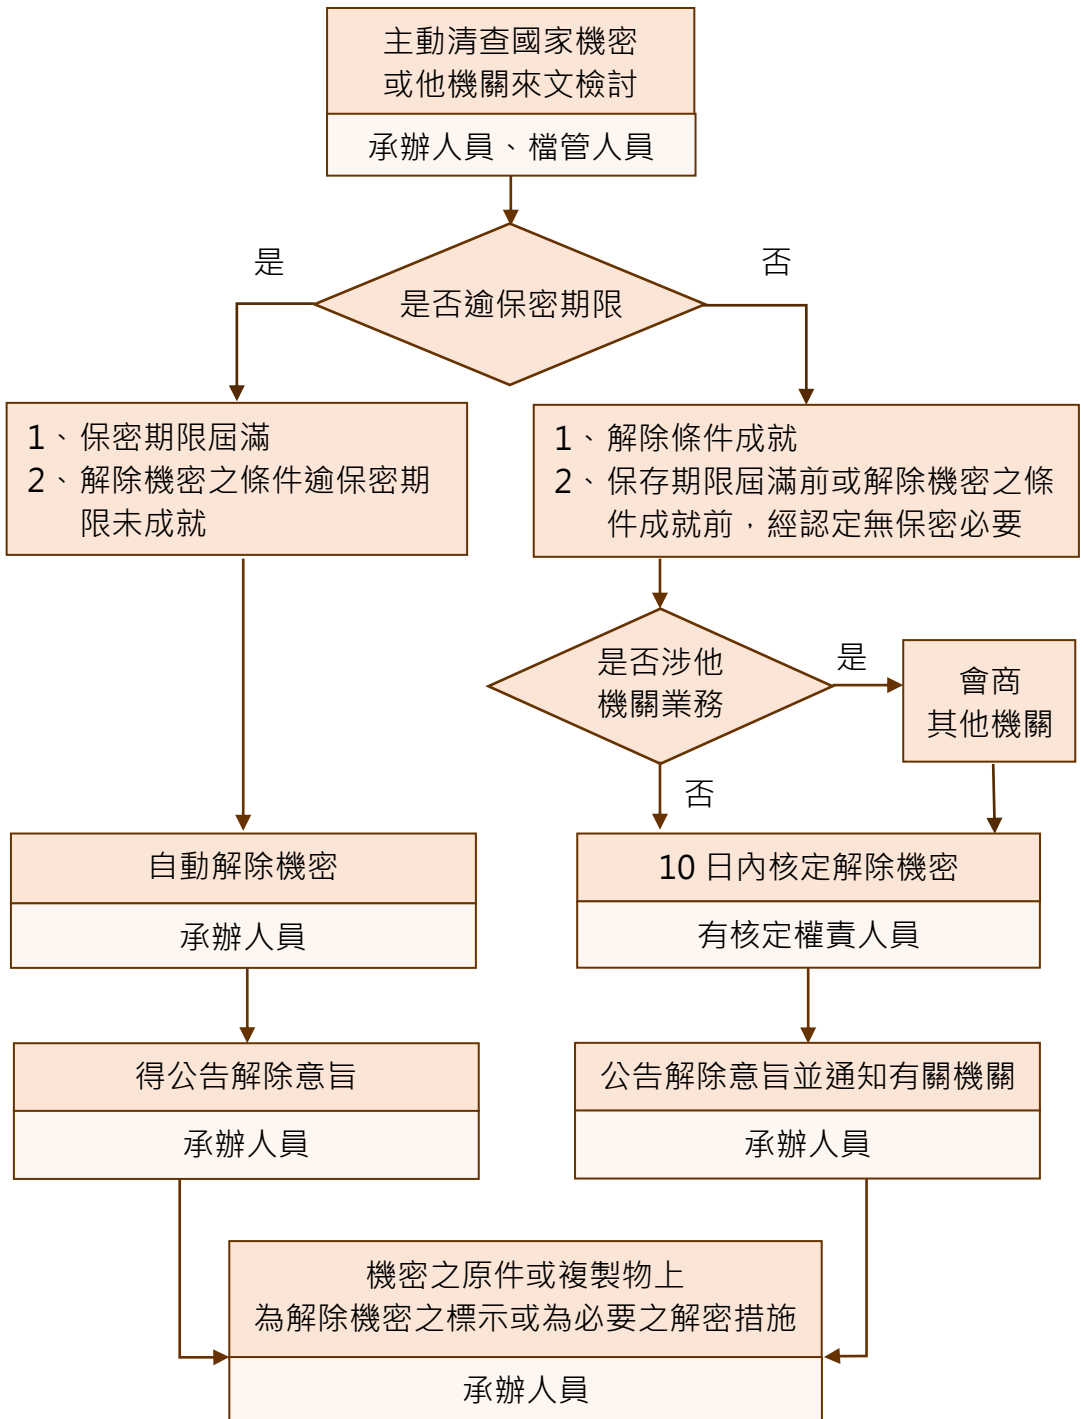 主動清查國家機密
或他機關來文檢討
承辦人員、檔管人員
是
否
是否逾保密期限
1、保密期限屆滿
2、解除機密之條件逾保密期
限未成就
1、解除條件成就
2、保存期限屆滿前或解除機密之條
件成就前，經認定無保密必要
是否涉他
機關業務
是
會商
其他機關
否
自動解除機密
承辦人員
10 日內核定解除機密
有核定權責人員
得公告解除意旨
承辦人員
公告解除意旨並通知有關機關
承辦人員
機密之原件或複製物上
為解除機密之標示或為必要之解密措施
承辦人員